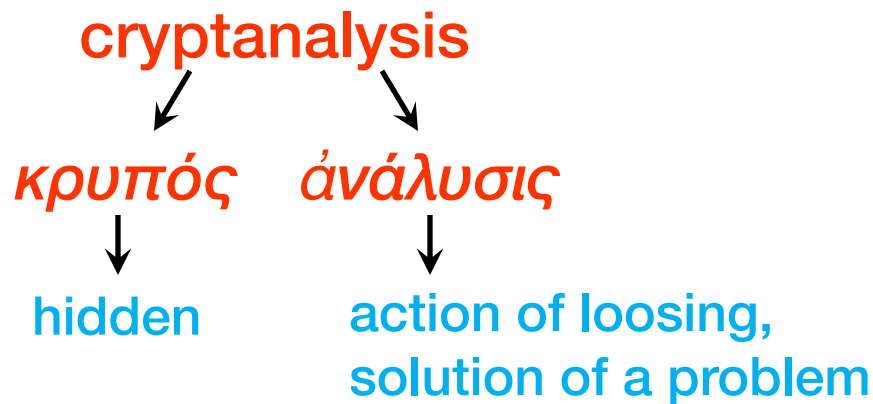 cryptanalysis
κρυπός ἀνάλυσις
hidden action of loosing,
solution of a problem